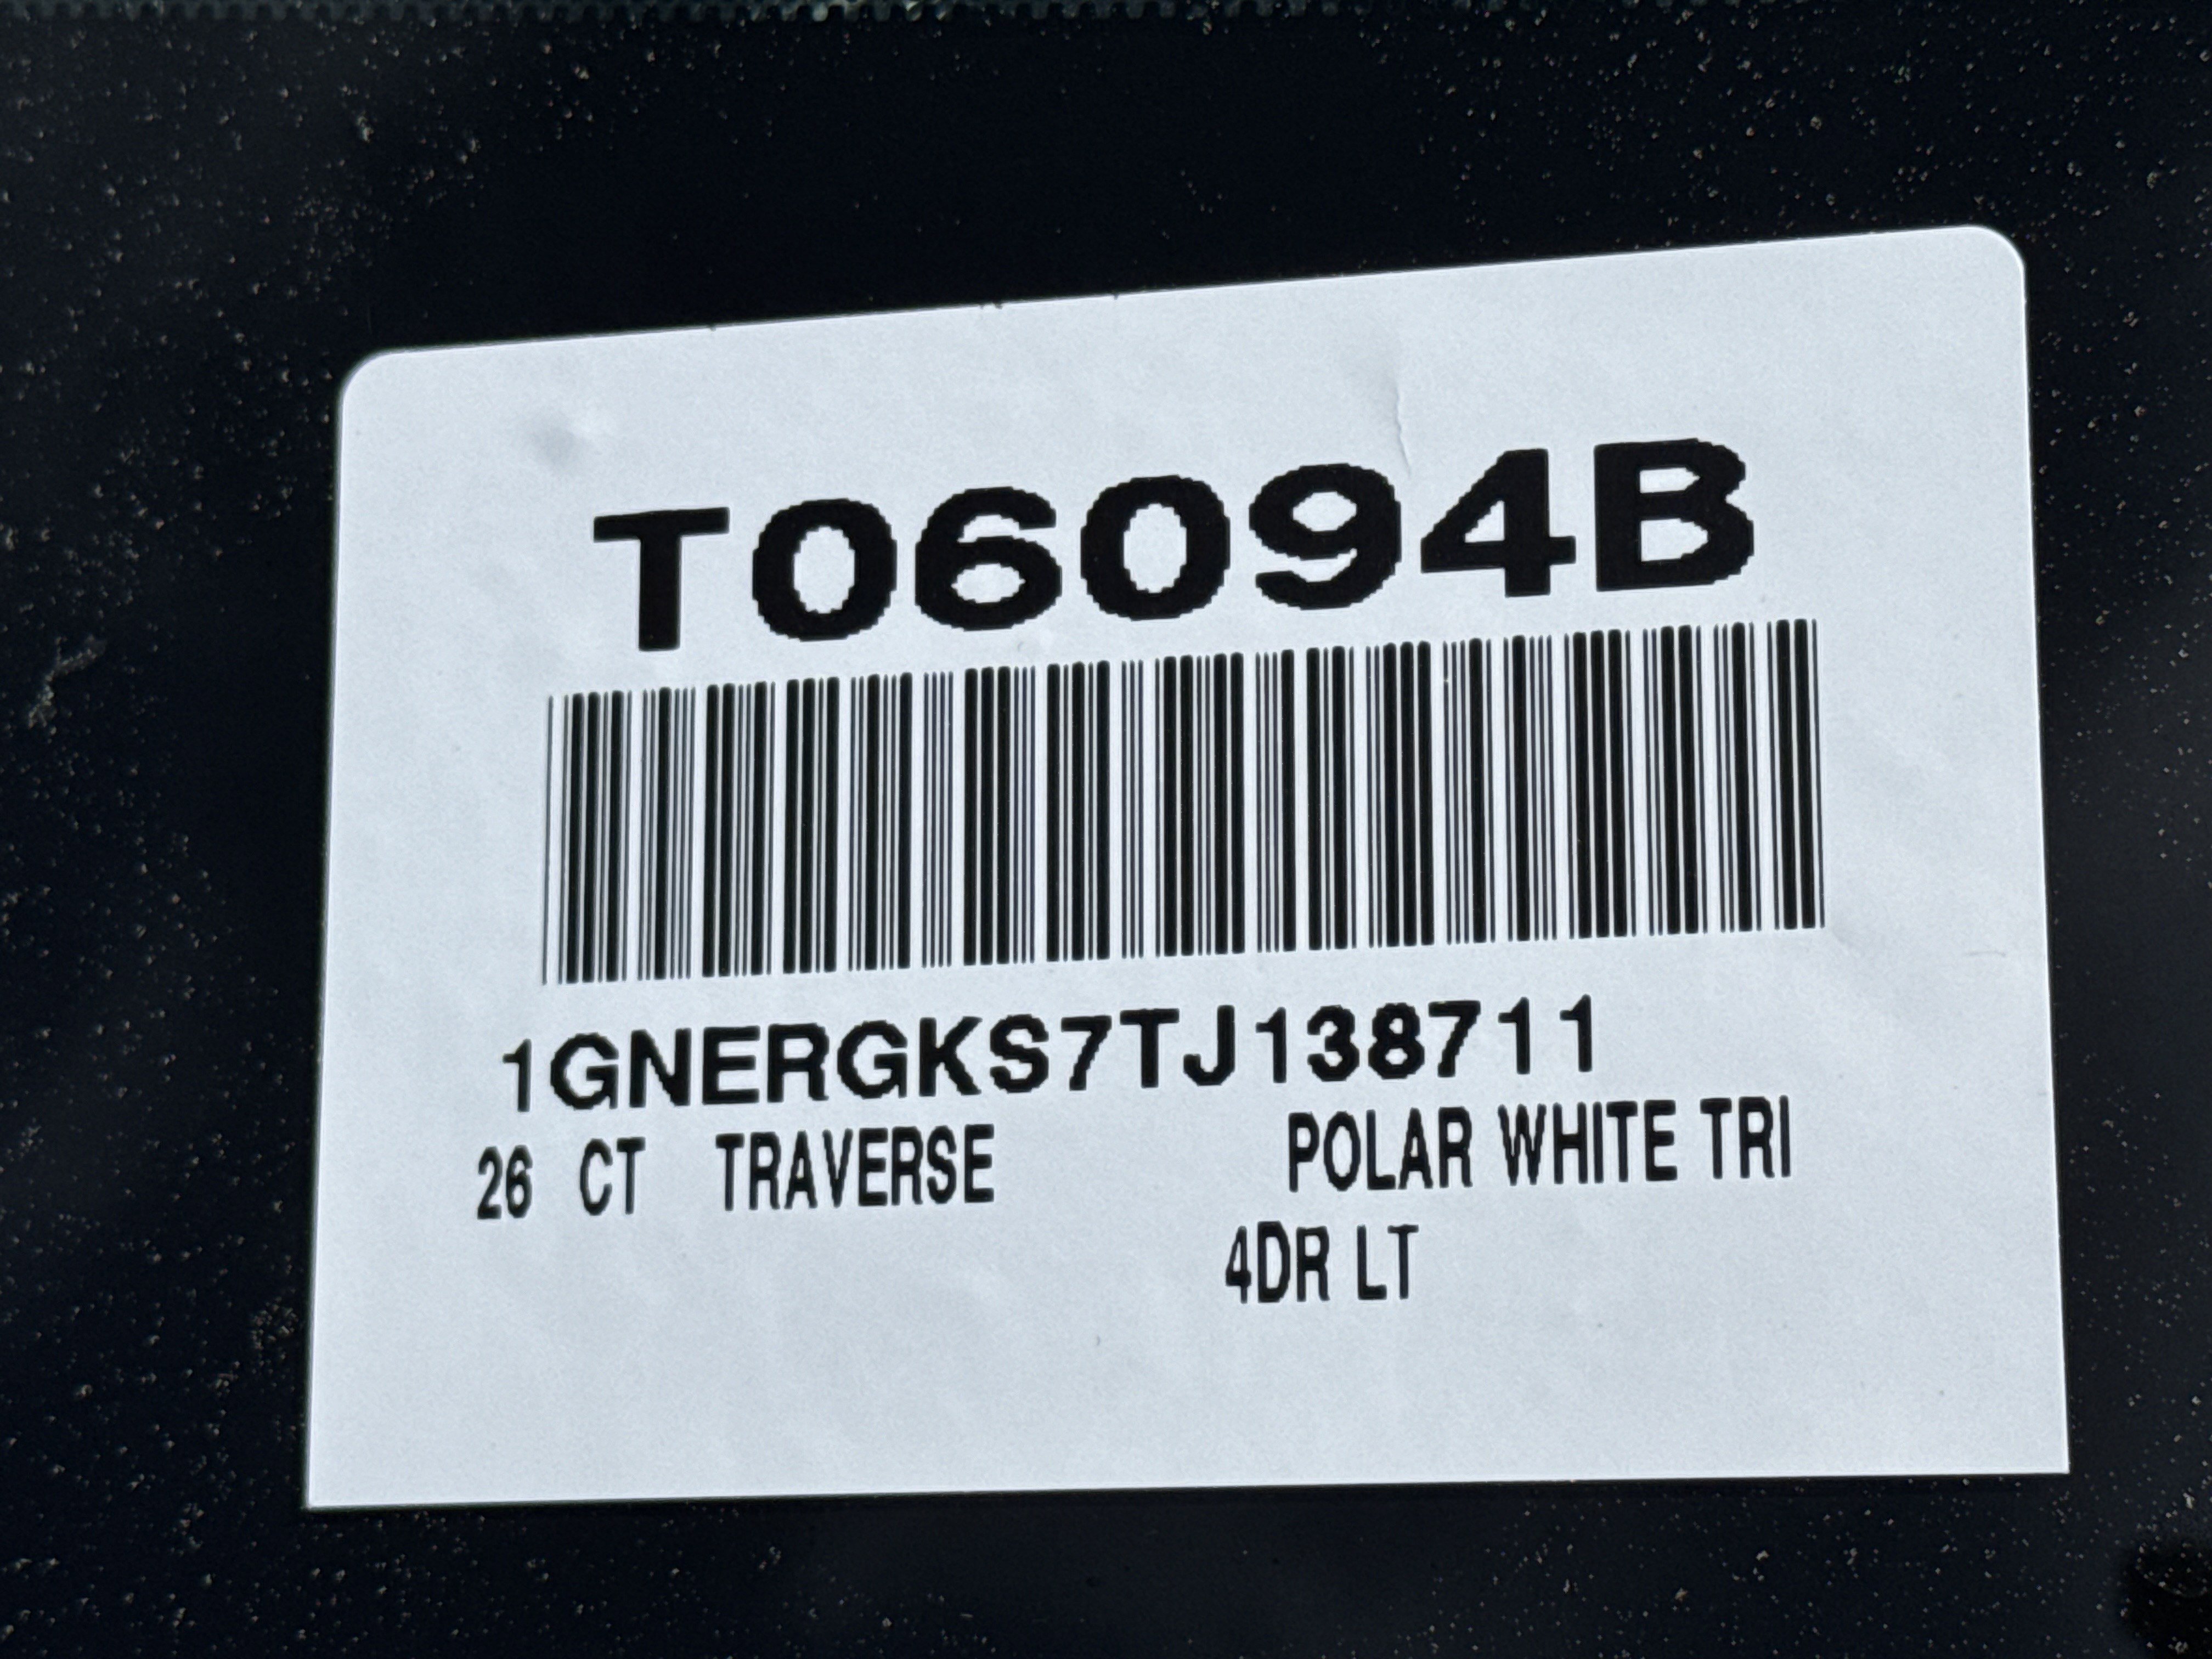 T06094B
1GNERGKS7TJ138711
26 CT TRAVERSE POLAR WHITE TRI
4DR LT